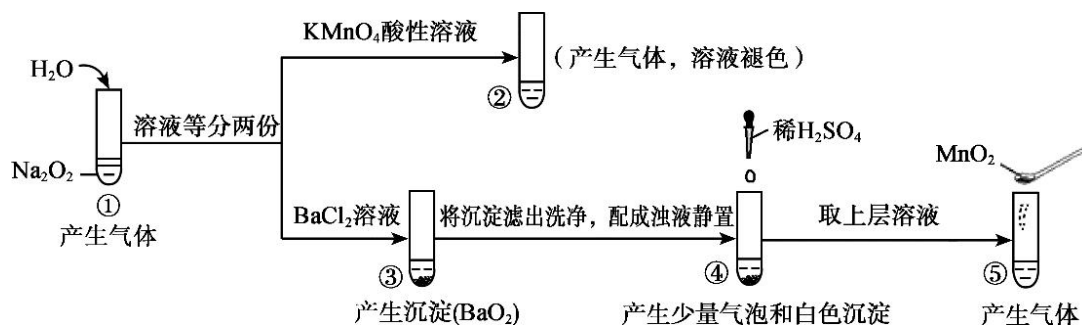 KMnO₄酸性溶液
H₂O
(产生气体，溶液褪色)
②
溶液等分两份
稀H₂SO₄
MnO₂
Na₂O₂
①
产生气体
BaCl₂溶液
将沉淀滤出洗净，配成浊液静置
取上层溶液
③
④
⑤
产生沉淀(BaO₂)
产生少量气泡和白色沉淀
产生气体